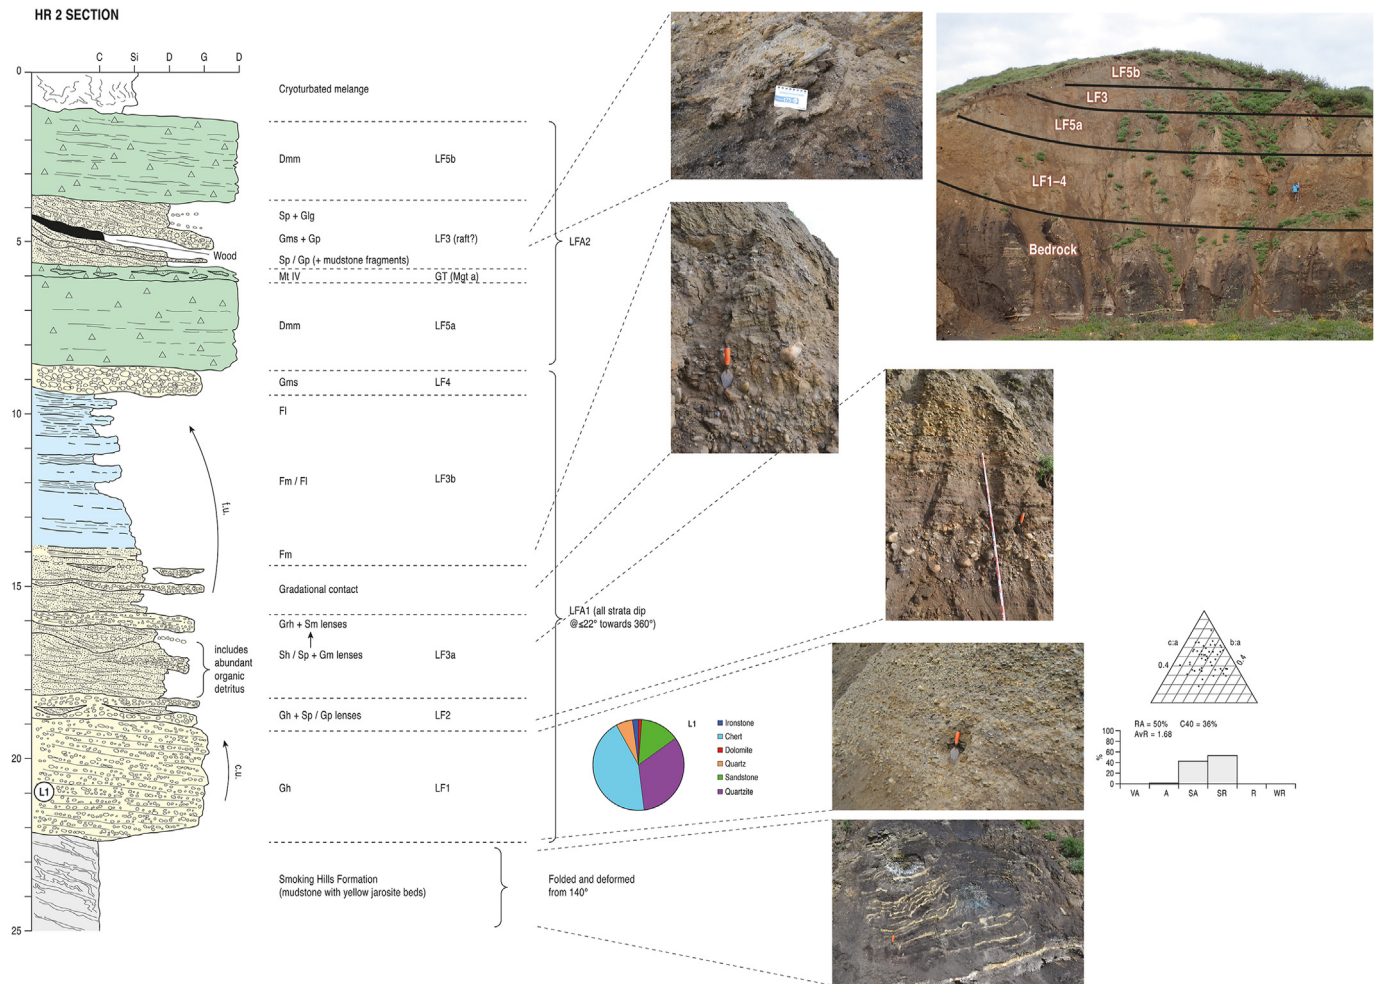 HR 2 SECTION
C Si D G D
0
5
10
15
20
25
Cryoturbated melange
Dmm LF5b
Sp + Glg
Gms + Gp LF3 (raft?)
Sp / Gp (+ mudstone fragments)
Wood
Mt IV GT (Mgt a)
Dmm LF5a
LFA2
Gms LF4
Fl
Fm / Fl LF3b
Fm
f.u.
Gradational contact
Grh + Sm lenses
Sh / Sp + Gm lenses LF3a
includes
abundant
organic
detritus
LFA1 (all strata dip
@≤22° towards 360°)
Gh + Sp / Gp lenses LF2
Gh LF1
c.u.
L1
Smoking Hills Formation
(mudstone with yellow jarosite beds)
Folded and deformed
from 140°
L1
Ironstone
Chert
Dolomite
Quartz
Sandstone
Quartzite
LF5b
LF3
LF5a
LF1–4
Bedrock
c:a b:a
0.4 0.4
RA = 50% C40 = 36%
AvR = 1.68
%
100
80
60
40
20
0
VA A SA SR R WR